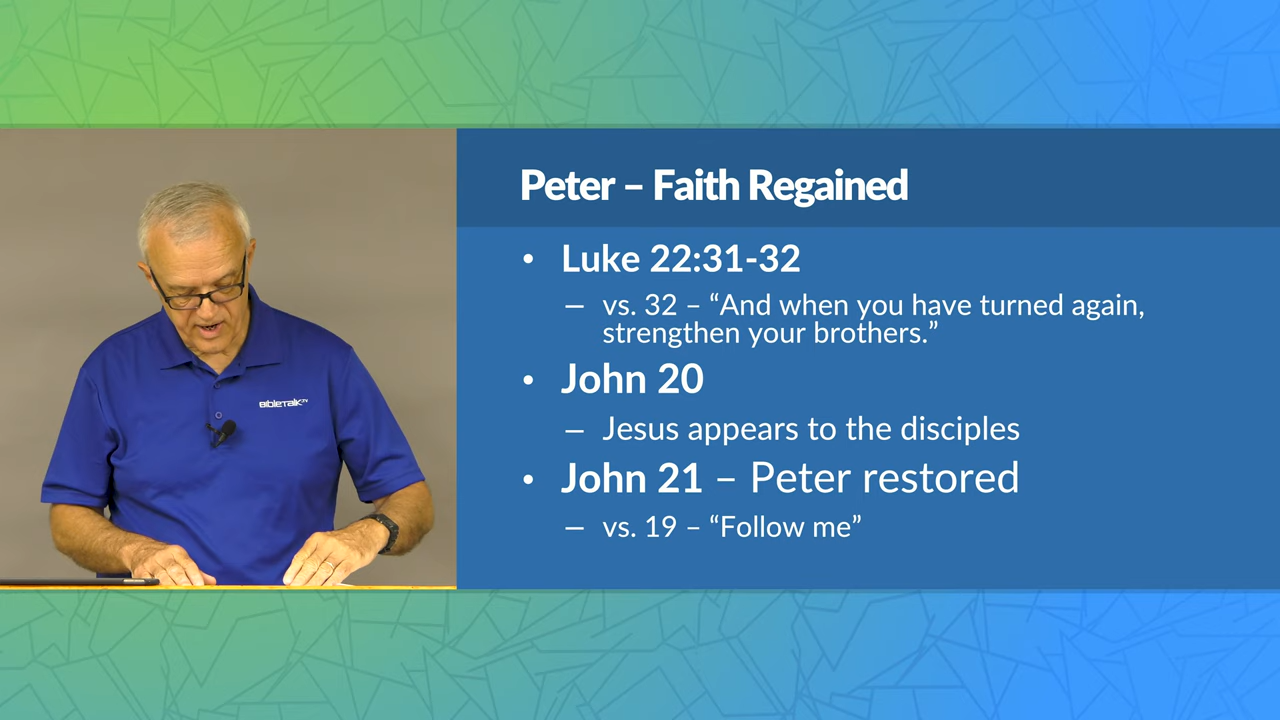 Peter – Faith Regained
• Luke 22:31-32
– vs. 32 – “And when you have turned again,
strengthen your brothers.”
• John 20
– Jesus appears to the disciples
• John 21 – Peter restored
– vs. 19 – “Follow me”
BibleTalk.TV